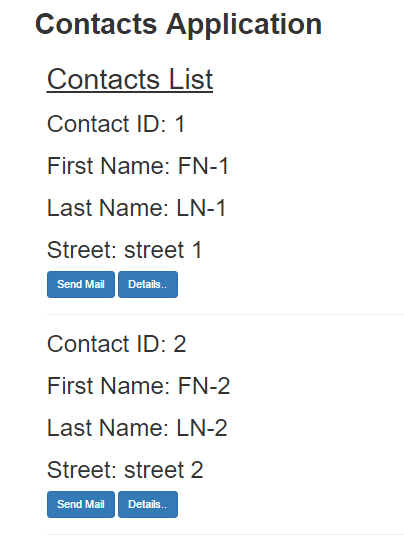 Contacts Application
Contacts List
Contact ID: 1
First Name: FN-1
Last Name: LN-1
Street: street 1
Send Mail Details..
Contact ID: 2
First Name: FN-2
Last Name: LN-2
Street: street 2
Send Mail Details..